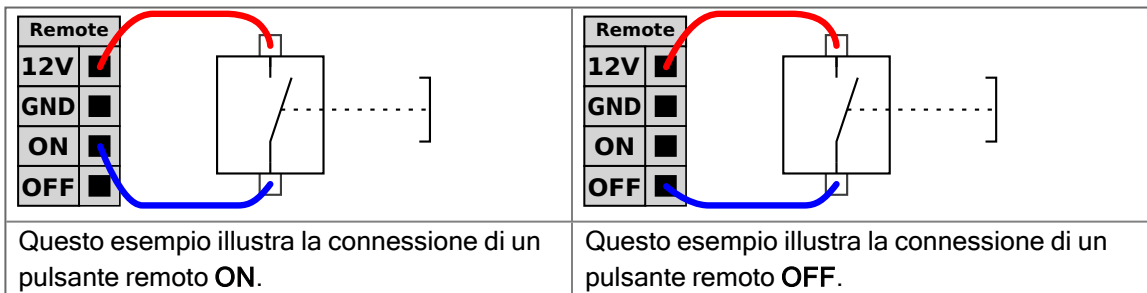 Remote
12V
GND
ON
OFF
Remote
12V
GND
ON
OFF
Questo esempio illustra la connessione di un
pulsante remoto ON.
Questo esempio illustra la connessione di un
pulsante remoto OFF.